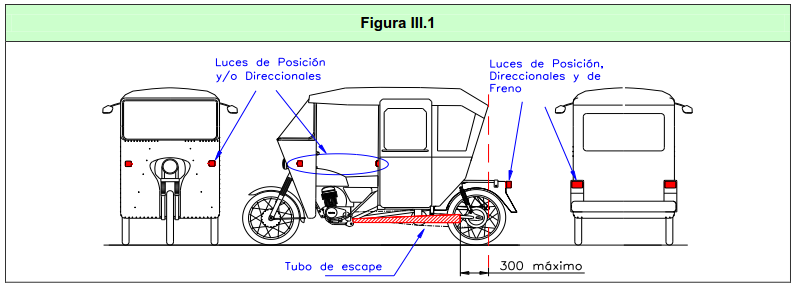 Figura III.1
Luces de Posición
y/o Direccionales
Luces de Posición,
Direccionales y de
Freno
Tubo de escape
300 máximo